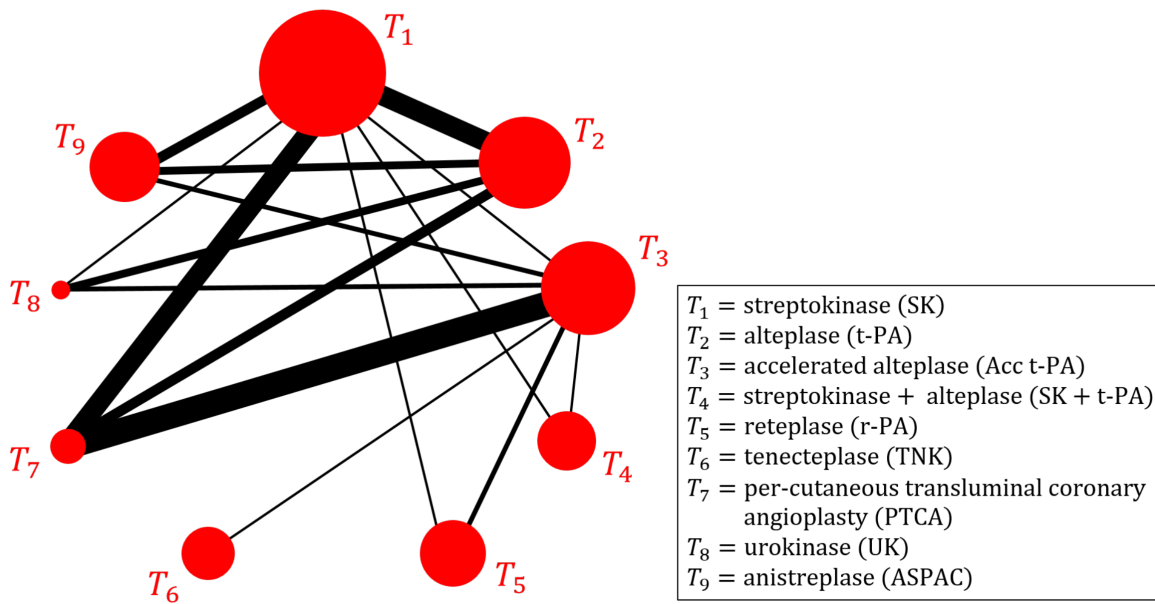 T₁
T₉
T₂
T₃
T₈
T₇
T₄
T₆
T₅
T₁ = streptokinase (SK)
T₂ = alteplase (t-PA)
T₃ = accelerated alteplase (Acc t-PA)
T₄ = streptokinase + alteplase (SK + t-PA)
T₅ = reteplase (r-PA)
T₆ = tenecteplase (TNK)
T₇ = per-cutaneous transluminal coronary
angioplasty (PTCA)
T₈ = urokinase (UK)
T₉ = anistreplase (ASPAC)